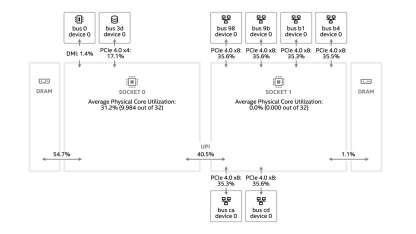 bus 0
device 0
bus 3d
device 0
bus 98
device 0
bus 9b
device 0
bus b1
device 0
bus b4
device 0
DMI: 1.4%
PCIe 4.0 x4:
17.1%
PCIe 4.0 x8:
35.6%
PCIe 4.0 x8:
35.6%
PCIe 4.0 x8:
35.3%
PCIe 4.0 x8:
35.5%
DRAM
SOCKET 0
Average Physical Core Utilization:
31.2% (9.984 out of 32)
SOCKET 1
Average Physical Core Utilization:
0.0% (0.000 out of 32)
DRAM
54.7%
UPI
40.5%
1.1%
PCIe 4.0 x8:
35.3%
PCIe 4.0 x8:
35.6%
bus ca
device 0
bus cd
device 0